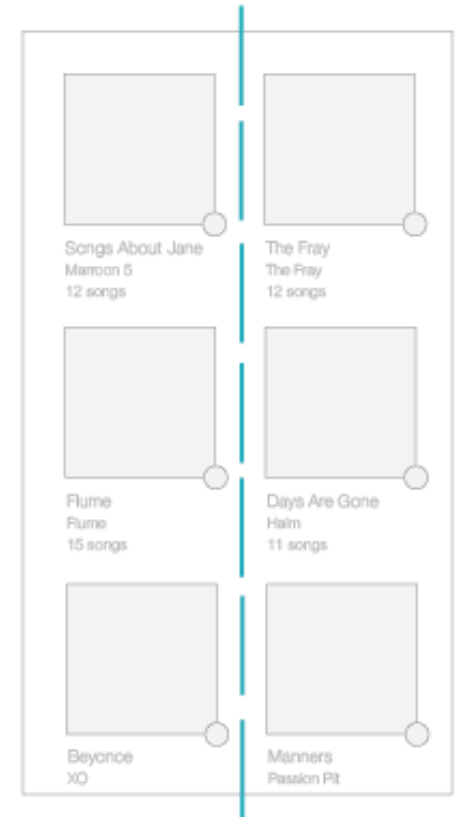 Songs About Jane
Marroon 5
12 songs
The Fray
The Fray
12 songs
Flume
Flume
15 songs
Days Are Gone
Haim
11 songs
Beyonce
XO
Manners
Passion Pit